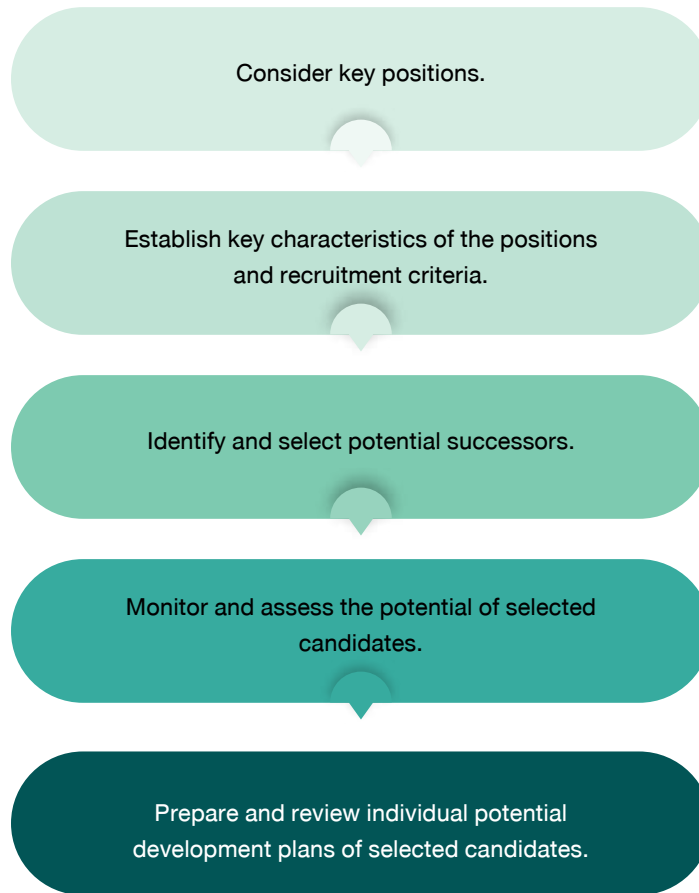 Consider key positions.
Establish key characteristics of the positions
and recruitment criteria.
Identify and select potential successors.
Monitor and assess the potential of selected
candidates.
Prepare and review individual potential
development plans of selected candidates.